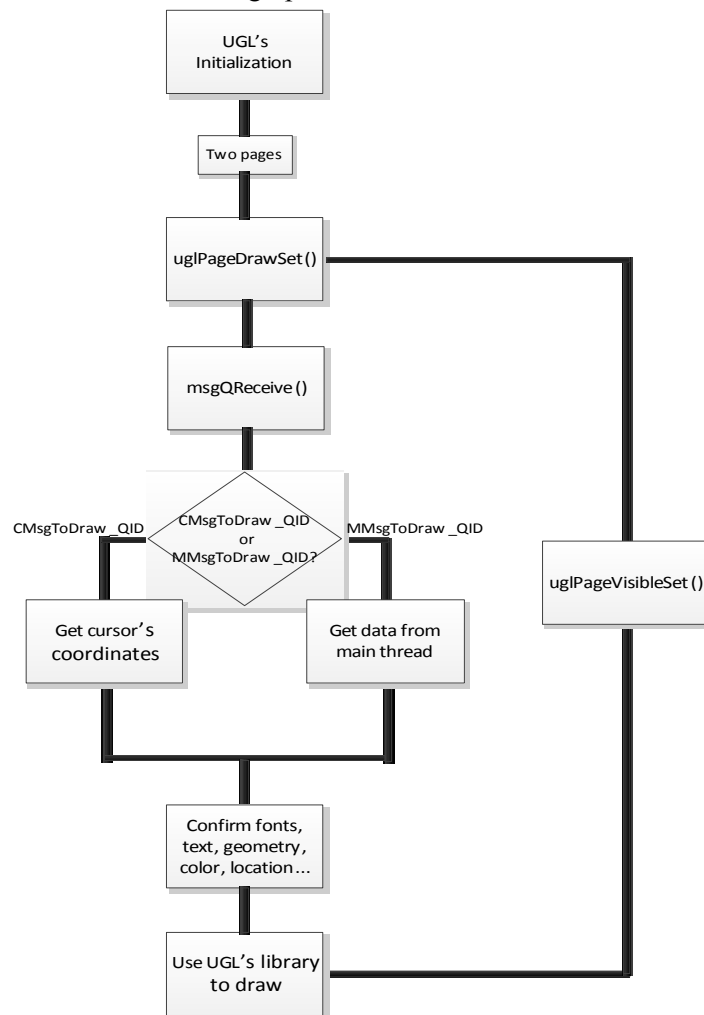 UGL's
Initialization
Two pages
uglPageDrawSet()
msgQReceive()
CMsgToDraw _QID
CMsgToDraw _QID
or
MMsgToDraw _QID?
MMsgToDraw _QID
uglPageVisibleSet()
Get cursor's
coordinates
Get data from
main thread
Confirm fonts,
text, geometry,
color, location...
Use UGL's library
to draw